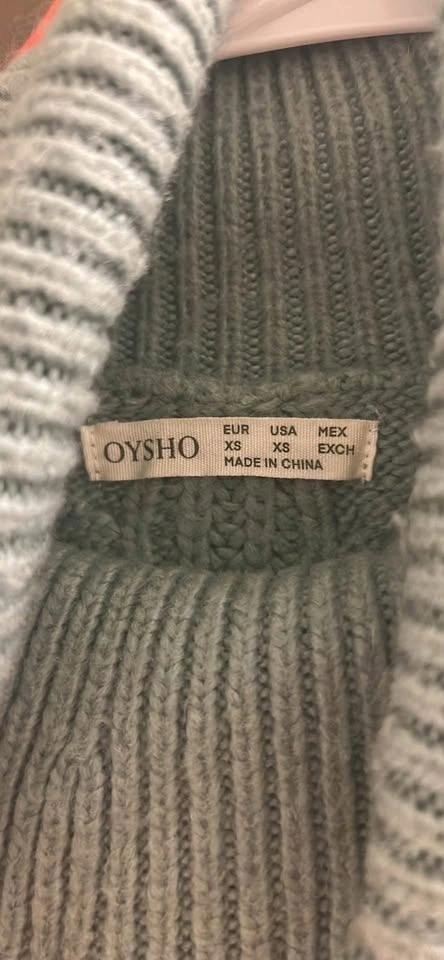 OYSHO
EUR USA MEX
XS XS EXCH
MADE IN CHINA